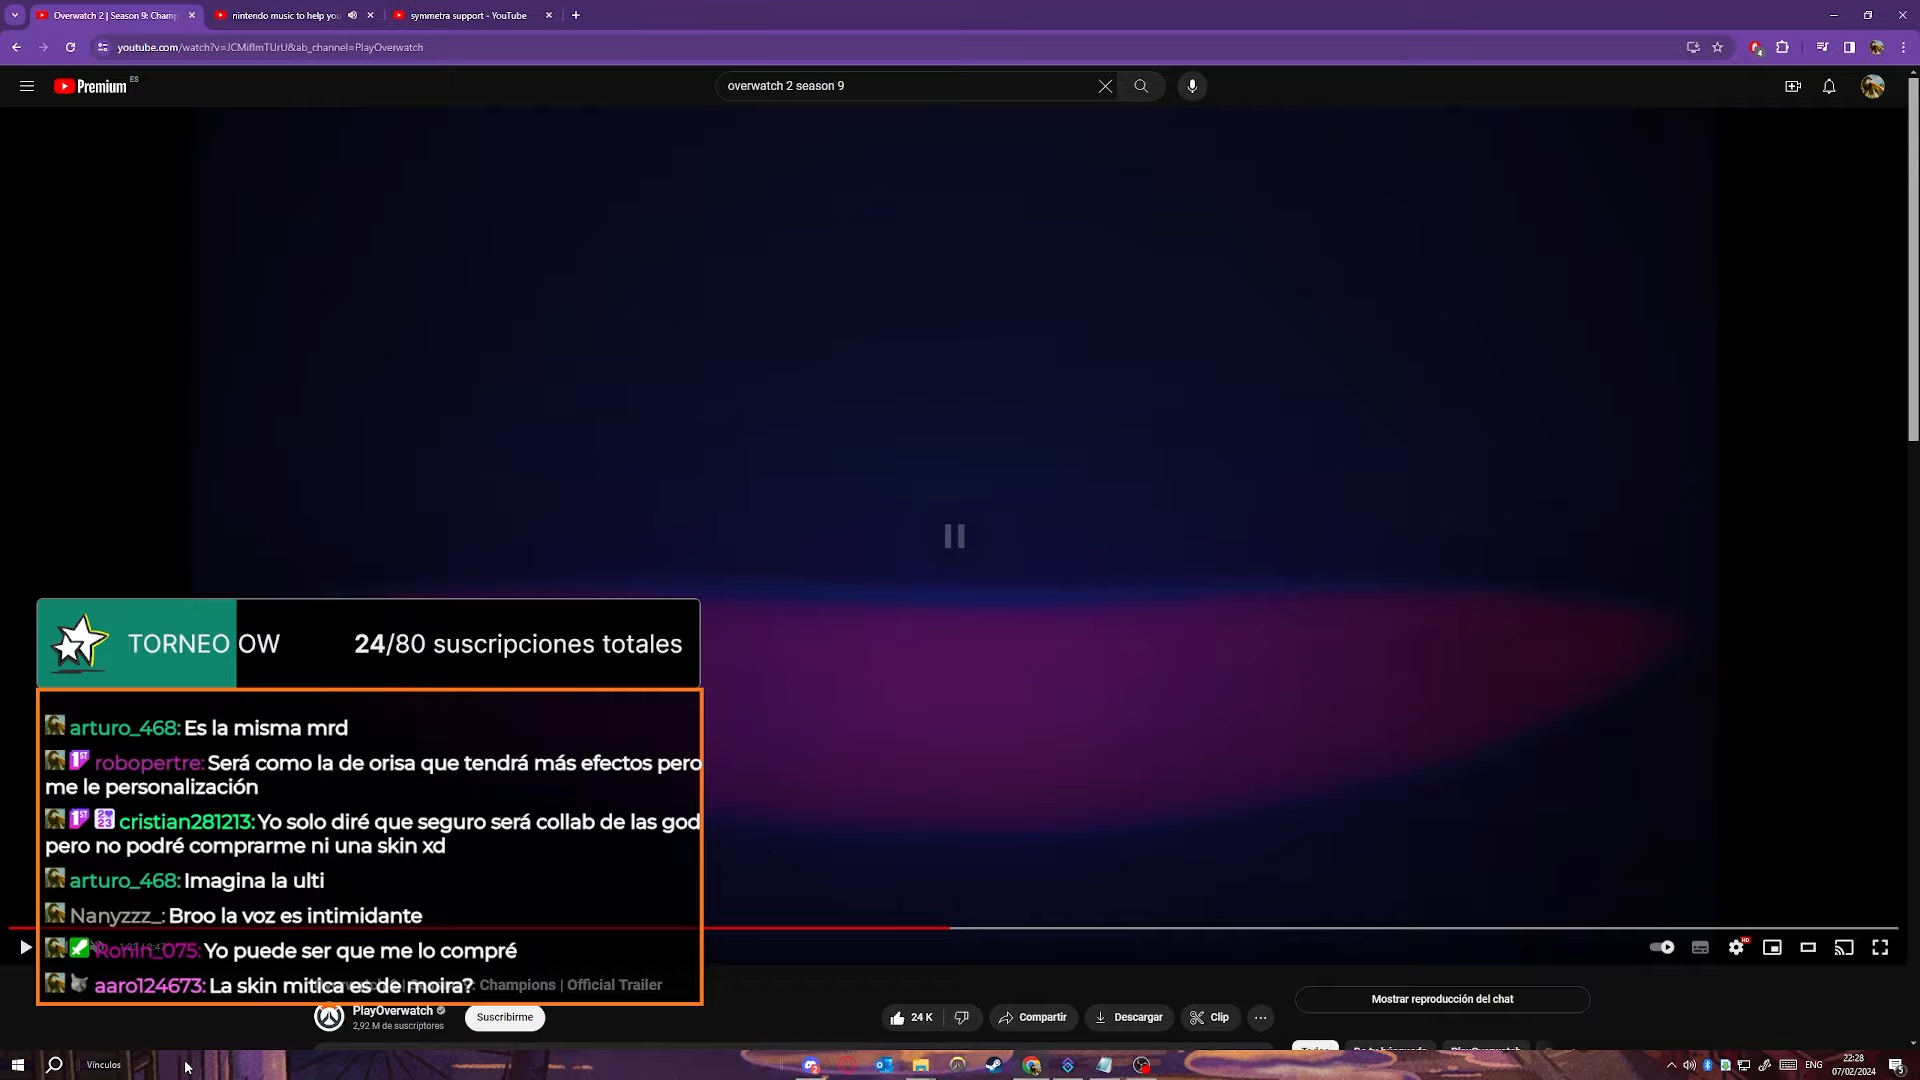 Overwatch 2 | Season 9: Champ
nintendo music to help you
symmetra support - YouTube
youtube.com/watch?v=JCMifImTUrU&ab_channel=PlayOverwatch
Premium
ES
overwatch 2 season 9
TORNEO OW
24/80 suscripciones totales
arturo_468: Es la misma mrd
1ST robopertre: Será como la de orisa que tendrá más efectos pero
me le personalización
1ST cristian281213: Yo solo diré que seguro será collab de las god
pero no podré comprarme ni una skin xd
arturo_468: Imagina la ulti
Nanyzzz_: Broo la voz es intimidante
Ronin_075: Yo puede ser que me lo compré
aaro124673: La skin mitica es de moira?
Champions | Official Trailer
PlayOverwatch
2,92 M de suscriptores
Suscribirme
24 K
Compartir
Descargar
Clip
Mostrar reproducción del chat
HD
Vínculos
ENG
22:28
07/02/2024